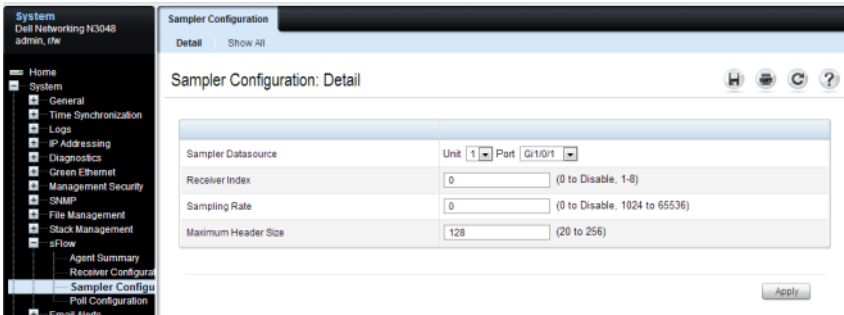 System
Dell Networking N3048
admin, r/w
Home
System
General
Time Synchronization
Logs
IP Addressing
Diagnostics
Green Ethernet
Management Security
SNMP
File Management
Stack Management
sFlow
Agent Summary
Receiver Configurat
Sampler Configu
Poll Configuration
Email Alerts
Sampler Configuration
Detail Show All
Sampler Configuration: Detail
Sampler Datasource Unit 1 Port Gi1/0/1
Receiver Index 0 (0 to Disable, 1-8)
Sampling Rate 0 (0 to Disable, 1024 to 65536)
Maximum Header Size 128 (20 to 256)
Apply